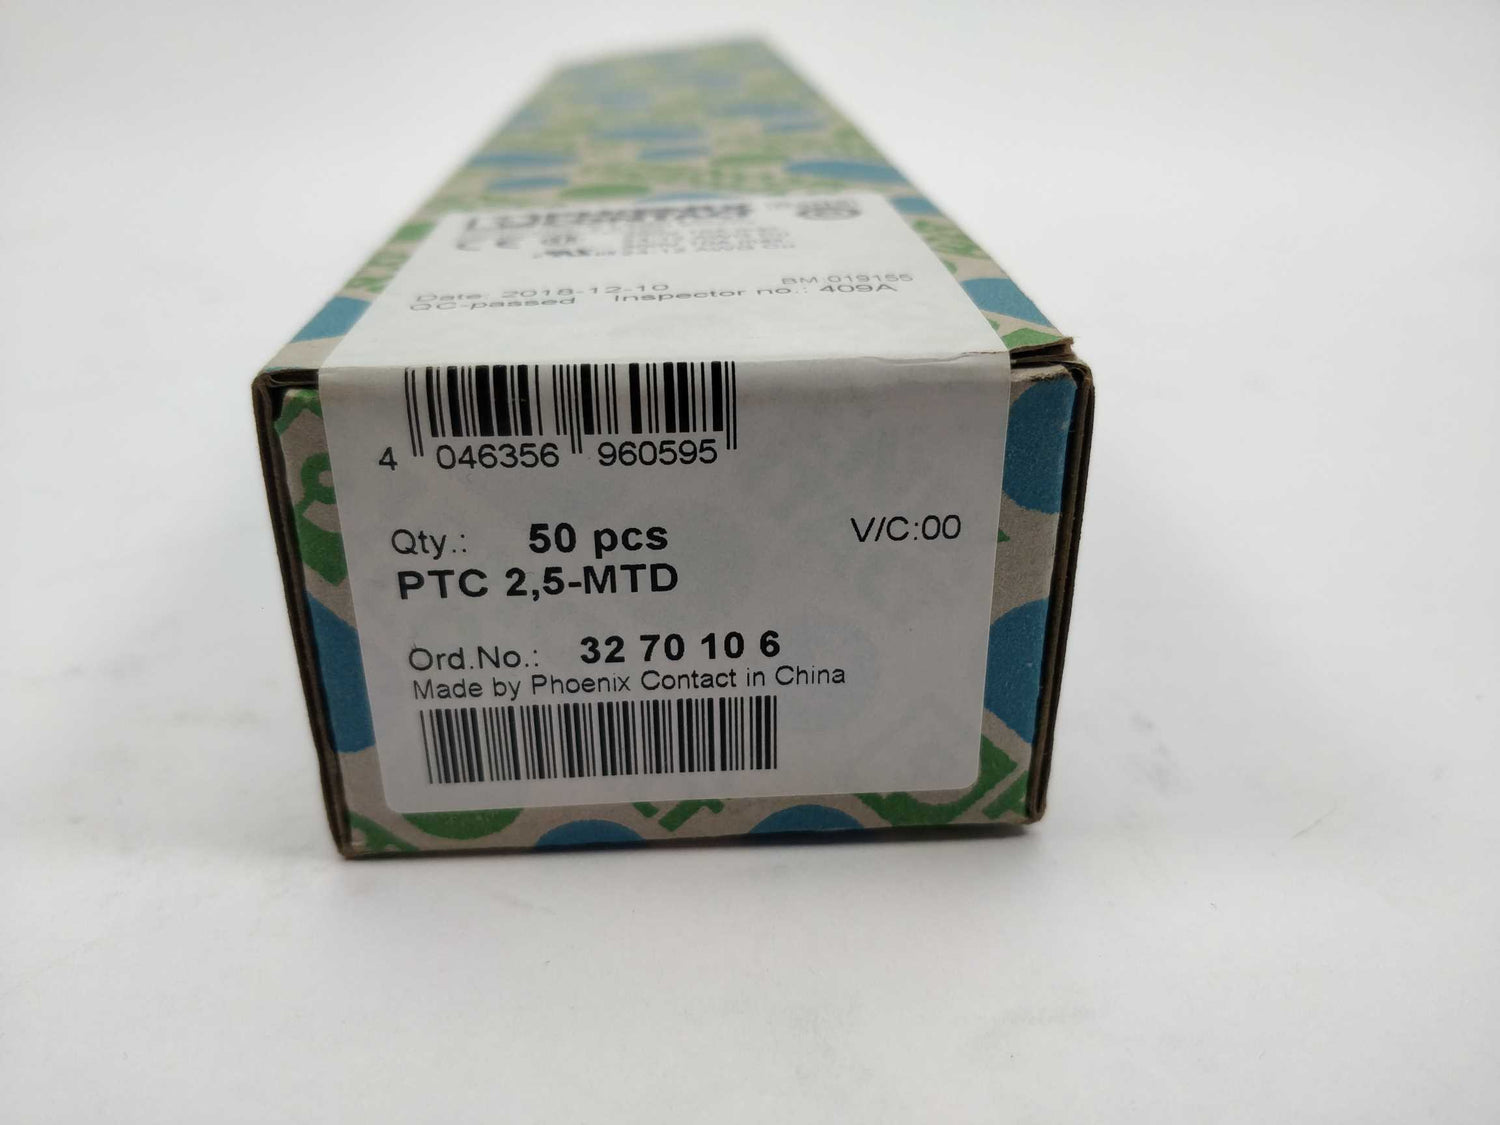 Date: 2018-12-10 BM:019155
QC-passed Inspector no.: 409A
4 046356 960595
Qty.: 50 pcs V/C:00
PTC 2,5-MTD
Ord.No.: 32 70 10 6
Made by Phoenix Contact in China